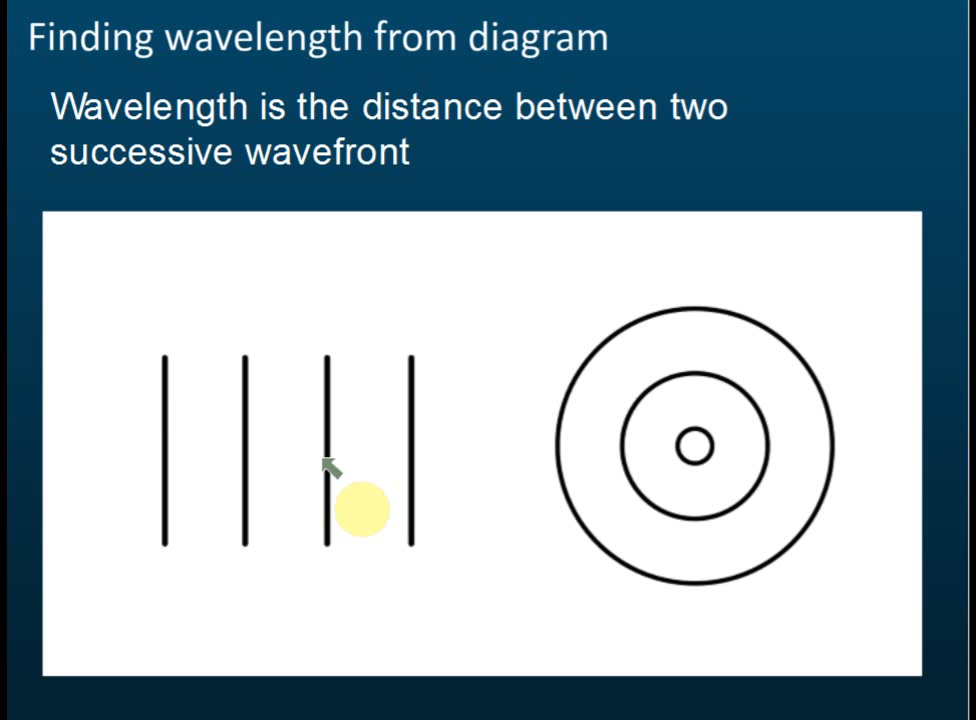 Finding wavelength from diagram
Wavelength is the distance between two
successive wavefront